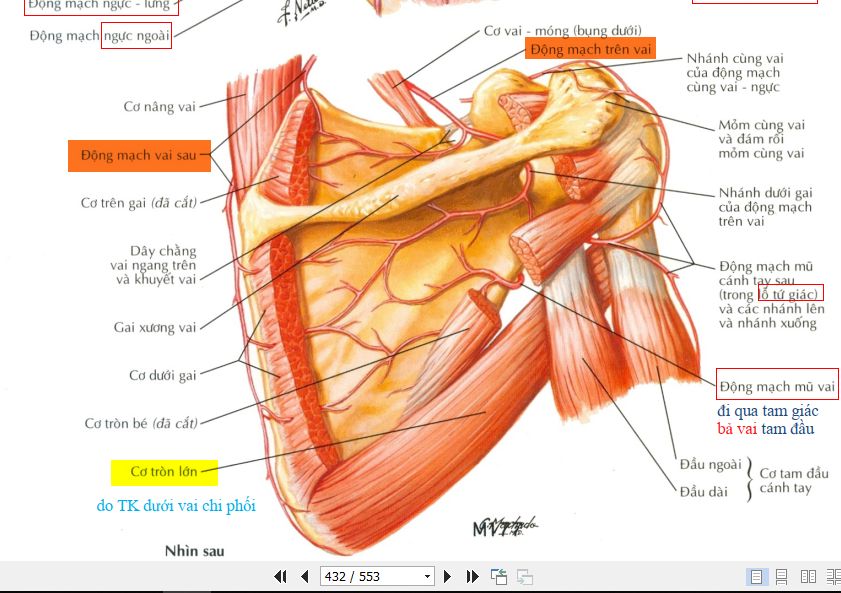 Động mạch ngực - lưng
Động mạch ngực ngoài
Cơ vai - móng (bụng dưới)
Động mạch trên vai
Nhánh cùng vai
của động mạch
cùng vai - ngực
Cơ nâng vai
Mỏm cùng vai
và đám rối
mỏm cùng vai
Động mạch vai sau
Cơ trên gai (đã cắt)
Nhánh dưới gai
của động mạch
trên vai
Dây chằng
vai ngang trên
và khuyết vai
Động mạch mũ
cánh tay sau
(trong lỗ tứ giác)
và các nhánh lên
và nhánh xuống
Gai xương vai
Cơ dưới gai
Động mạch mũ vai
đi qua tam giác
bả vai tam đầu
Cơ tròn bé (đã cắt)
Cơ tròn lớn
do TK dưới vai chi phối
Đầu ngoài
Đầu dài
Cơ tam đầu
cánh tay
Nhìn sau
432 / 553